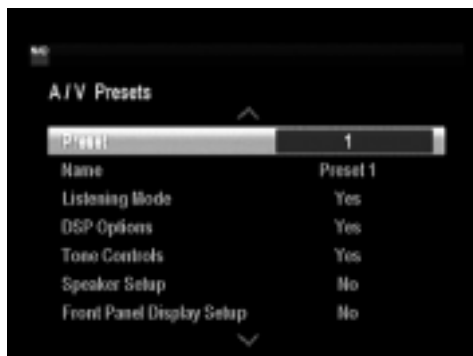 A/V Presets
Preset 1
Name Preset 1
Listening Mode Yes
DSP Options Yes
Tone Controls Yes
Speaker Setup No
Front Panel Display Setup No